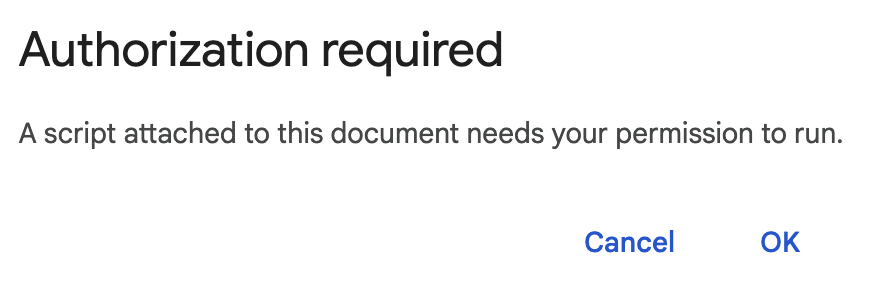 Authorization required
A script attached to this document needs your permission to run.
Cancel OK